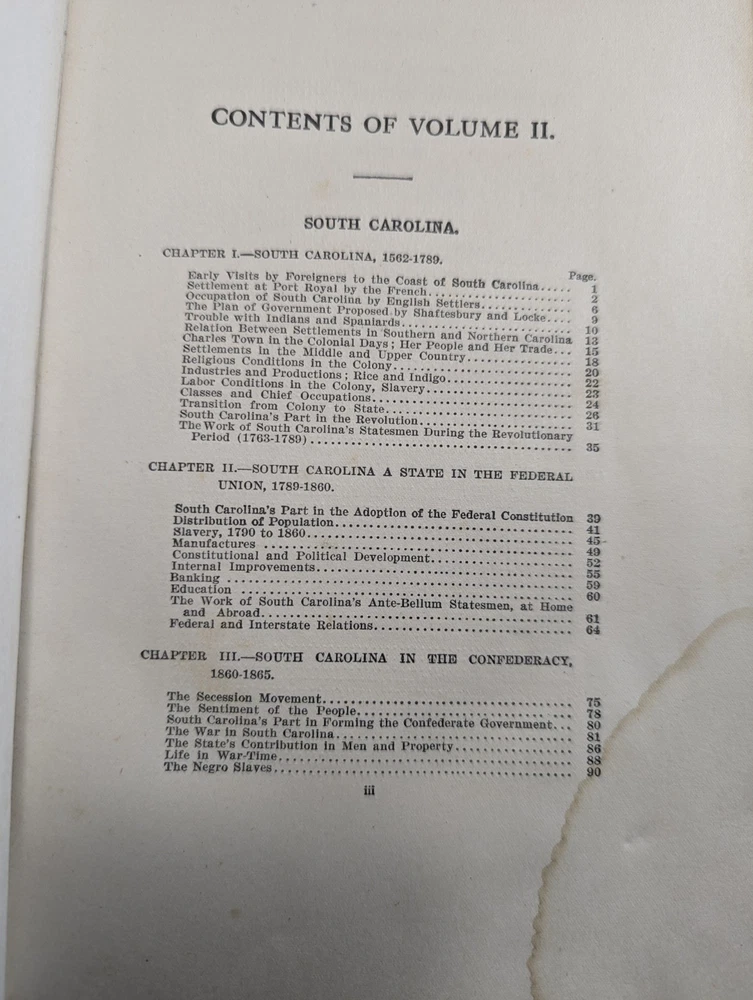 CONTENTS OF VOLUME II.
SOUTH CAROLINA.
CHAPTER I.—SOUTH CAROLINA, 1562-1789.
Page.
Early Visits by Foreigners to the Coast of South Carolina..... 1
Settlement at Port Royal by the French........................ 2
Occupation of South Carolina by English Settlers.............. 6
The Plan of Government Proposed by Shaftesbury and Locke.... 9
Trouble with Indians and Spaniards............................ 10
Relation Between Settlements in Southern and Northern Carolina 13
Charles Town in the Colonial Days; Her People and Her Trade... 15
Settlements in the Middle and Upper Country................... 18
Religious Conditions in the Colony............................ 20
Industries and Productions; Rice and Indigo................... 22
Labor Conditions in the Colony, Slavery....................... 23
Classes and Chief Occupations................................. 24
Transition from Colony to State............................... 26
South Carolina's Part in the Revolution....................... 31
The Work of South Carolina's Statesmen During the Revolutionary
Period (1763-1789)........................................ 35
CHAPTER II.—SOUTH CAROLINA A STATE IN THE FEDERAL
UNION, 1789-1860.
South Carolina's Part in the Adoption of the Federal Constitution 39
Distribution of Population.................................... 41
Slavery, 1790 to 1860......................................... 45
Manufactures ................................................. 49
Constitutional and Political Development...................... 52
Internal Improvements......................................... 55
Banking ...................................................... 59
Education .................................................... 60
The Work of South Carolina's Ante-Bellum Statesmen, at Home
and Abroad................................................ 61
Federal and Interstate Relations.............................. 64
CHAPTER III.—SOUTH CAROLINA IN THE CONFEDERACY,
1860-1865.
The Secession Movement........................................ 75
The Sentiment of the People................................... 78
South Carolina's Part in Forming the Confederate Government... 80
The War in South Carolina..................................... 81
The State's Contribution in Men and Property.................. 86
Life in War-Time.............................................. 88
The Negro Slaves.............................................. 90
iii